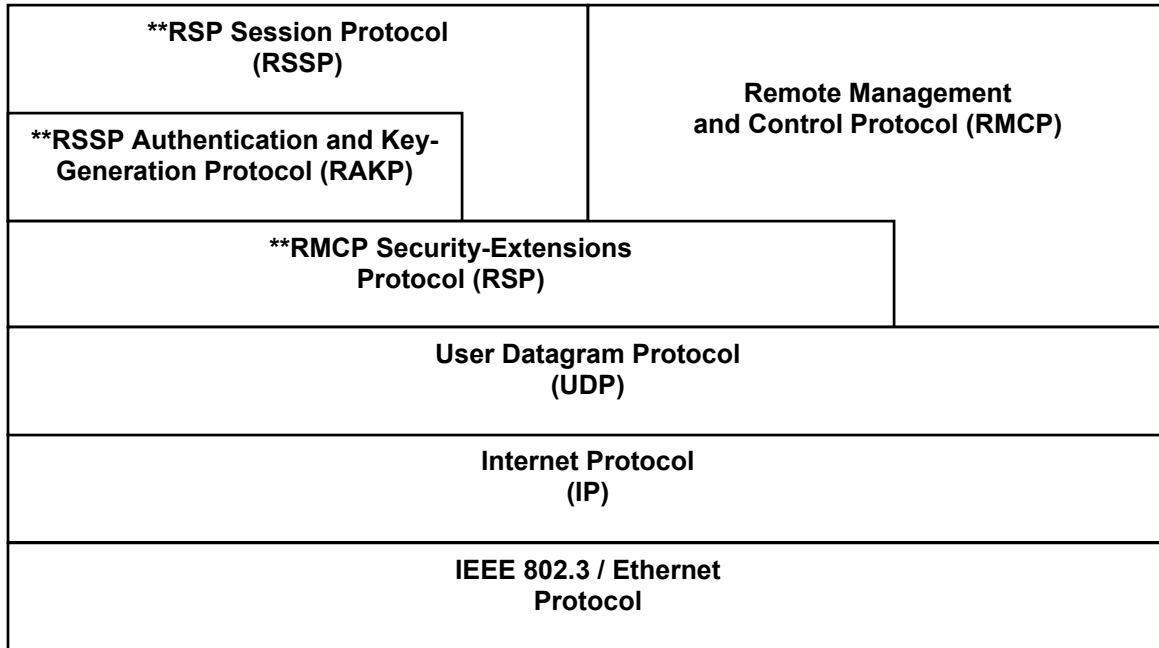 **RSP Session Protocol
(RSSP)
Remote Management
and Control Protocol (RMCP)
**RSSP Authentication and Key-
Generation Protocol (RAKP)
**RMCP Security-Extensions
Protocol (RSP)
User Datagram Protocol
(UDP)
Internet Protocol
(IP)
IEEE 802.3 / Ethernet
Protocol